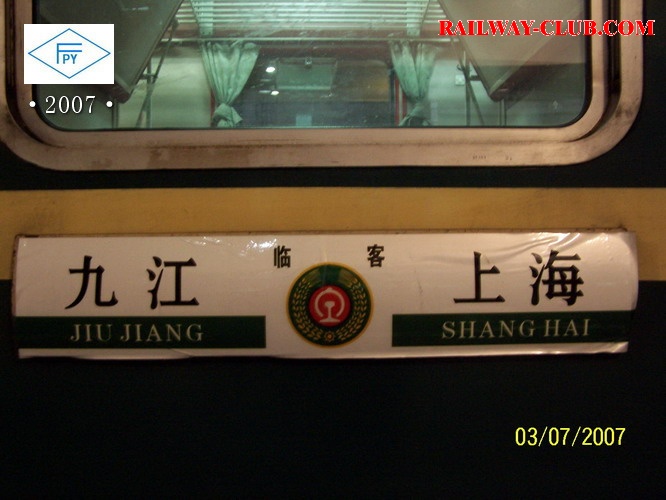 RAILWAY-CLUB.COM
FPY
· 2007 ·
临 客
九江 上海
JIU JIANG SHANG HAI
03/07/2007